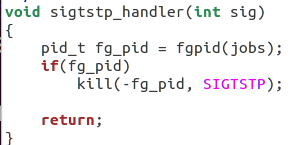 void sigtstp_handler(int sig)
{
    pid_t fg_pid = fgpid(jobs);
    if(fg_pid)
        kill(-fg_pid, SIGTSTP);

    return;
}